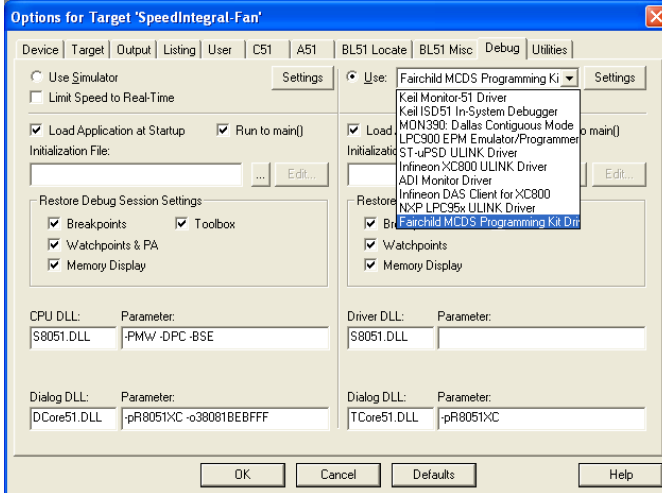 Options for Target 'SpeedIntegral-Fan'
Device Target Output Listing User C51 A51 BL51 Locate BL51 Misc Debug Utilities
Use Simulator Settings
Limit Speed to Real-Time
Use: Fairchild MCDS Programming Ki Settings
Keil Monitor-51 Driver
Keil ISD51 In-System Debugger
MON390: Dallas Contiguous Mode
LPC900 EPM Emulator/Programmer
ST-uPSD ULINK Driver
Infineon XC800 ULINK Driver
ADI Monitor Driver
Infineon DAS Client for XC800
NXP LPC95x ULINK Driver
Fairchild MCDS Programming Kit Dri
Load Application at Startup Run to main()
Initialization File:
... Edit...
Restore Debug Session Settings
Breakpoints Toolbox
Watchpoints & PA
Memory Display
Load main()
Initializatio
Edit...
Restore
Br
Watchpoints
Memory Display
CPU DLL: Parameter:
S8051.DLL -PMW -DPC -BSE
Driver DLL: Parameter:
S8051.DLL
Dialog DLL: Parameter:
DCore51.DLL -pR8051XC -o38081BEBFFF
Dialog DLL: Parameter:
TCore51.DLL -pR8051XC
OK Cancel Defaults Help